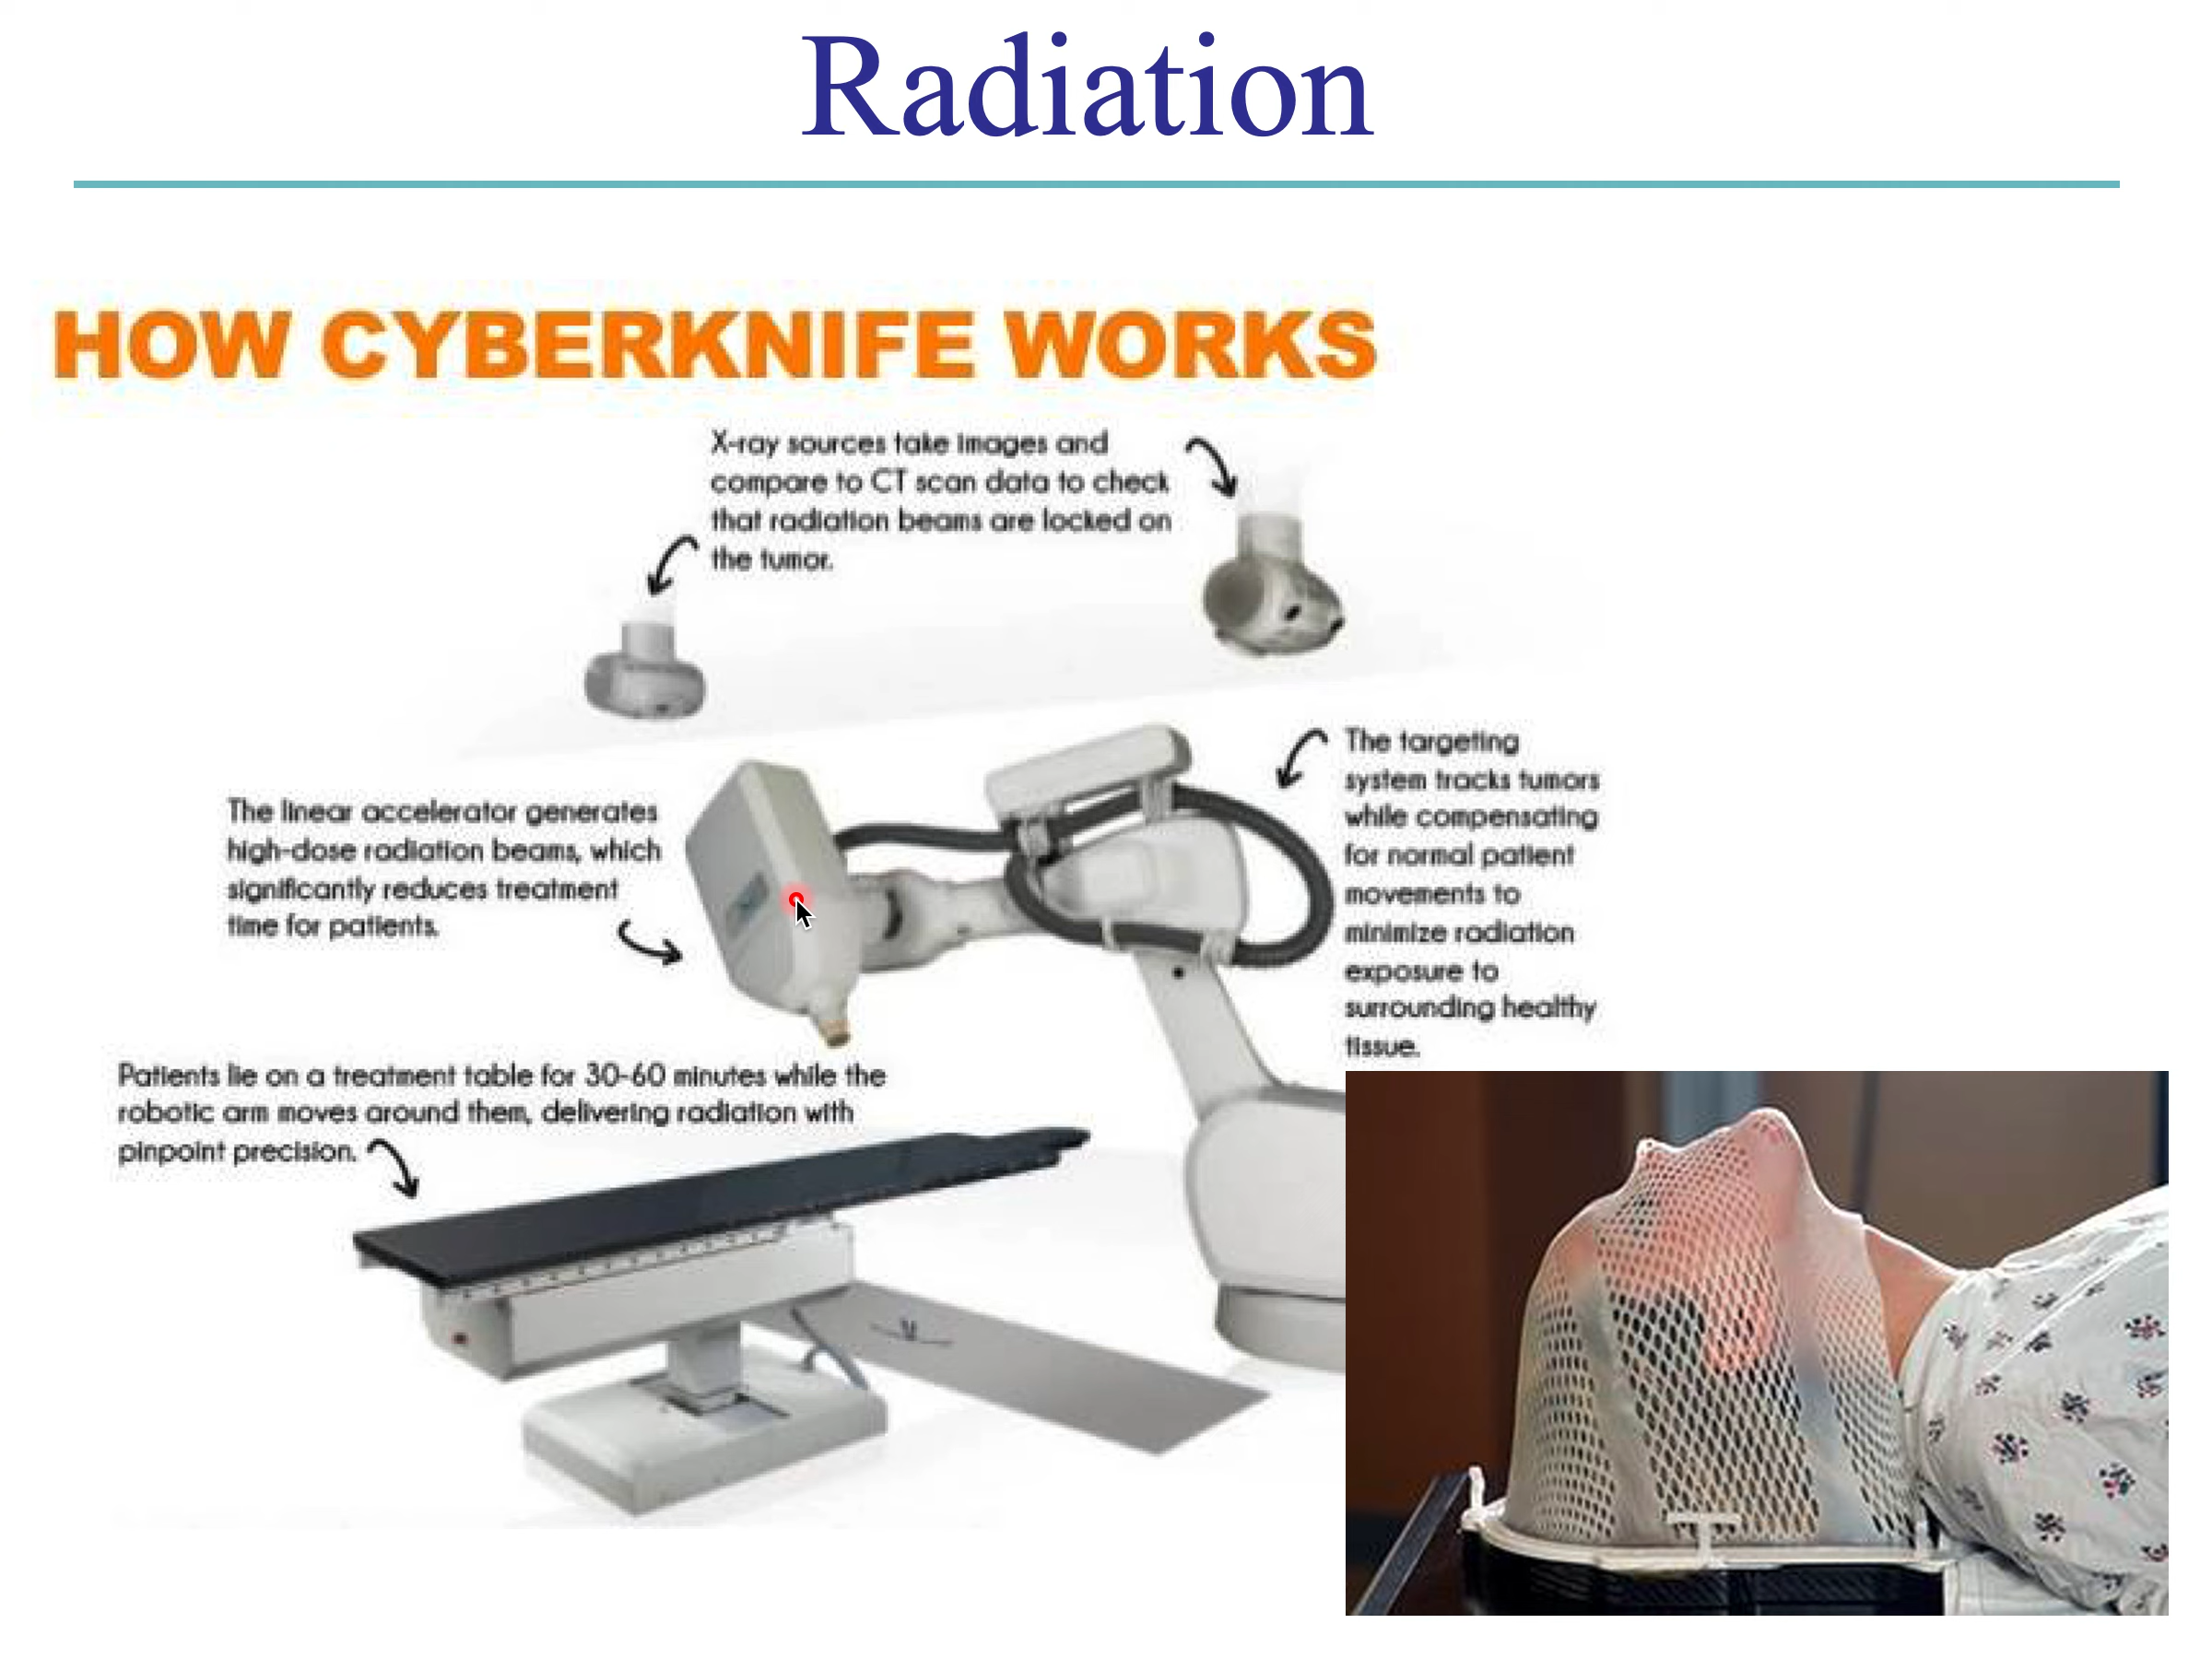 Radiation
HOW CYBERKNIFE WORKS
X-ray sources take images and
compare to CT scan data to check
that radiation beams are locked on
the tumor.
The linear accelerator generates
high-dose radiation beams, which
significantly reduces treatment
time for patients.
The targeting
system tracks tumors
while compensating
for normal patient
movements to
minimize radiation
exposure to
surrounding healthy
tissue.
Patients lie on a treatment table for 30-60 minutes while the
robotic arm moves around them, delivering radiation with
pinpoint precision.